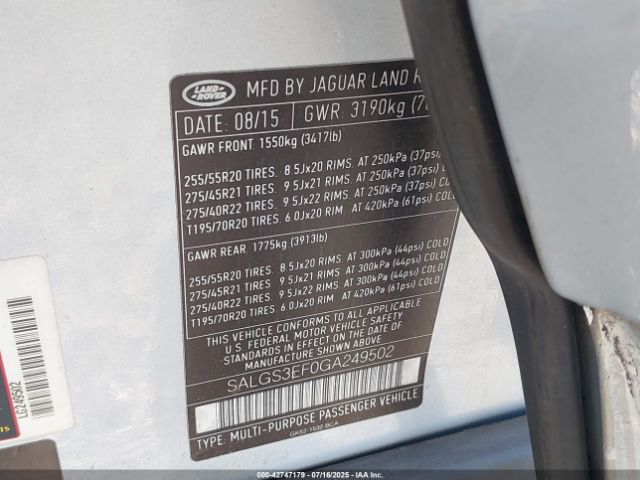 LAND
ROVER
MFD BY JAGUAR LAND
DATE: 08/15 GWR: 3190kg
GAWR FRONT: 1550kg (3417lb)
255/55R20 TIRES. 8.5Jx20 RIMS. AT 250kPa (37psi)
275/45R21 TIRES. 9.5Jx21 RIMS. AT 250kPa (37psi)
275/40R22 TIRES. 9.5Jx22 RIMS. AT 250kPa (37psi)
T195/70R20 TIRES. 6.0Jx20 RIM. AT 420kPa (61psi) COLD
GAWR REAR: 1775kg (3913lb)
255/55R20 TIRES. 8.5Jx20 RIMS. AT 300kPa (44psi) COLD
275/45R21 TIRES. 9.5Jx21 RIMS. AT 300kPa (44psi) COLD
275/40R22 TIRES. 9.5Jx22 RIMS. AT 300kPa (44psi) COLD
T195/70R20 TIRES. 6.0Jx20 RIM. AT 420kPa (61psi) COLD
THIS VEHICLE CONFORMS TO ALL APPLICABLE
U.S. FEDERAL MOTOR VEHICLE SAFETY STANDARDS
IN EFFECT ON THE DATE OF MANUFACTURE SHOWN ABOVE
SALGS3EF0GA249502
TYPE: MULTI-PURPOSE PASSENGER VEHICLE
GK52-1532-BCA
LG249502
000-42747179 - 07/16/2025 - IAAI.COM